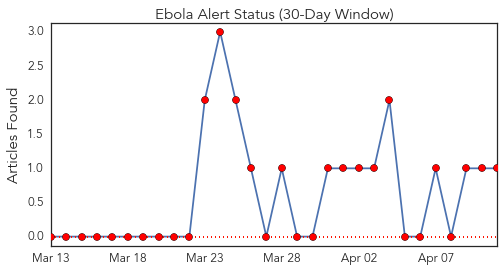 Ebola Alert Status (30-Day Window)
Articles Found
3.0
2.5
2.0
1.5
1.0
0.5
0.0
Mar 13 Mar 18 Mar 23 Mar 28 Apr 02 Apr 07